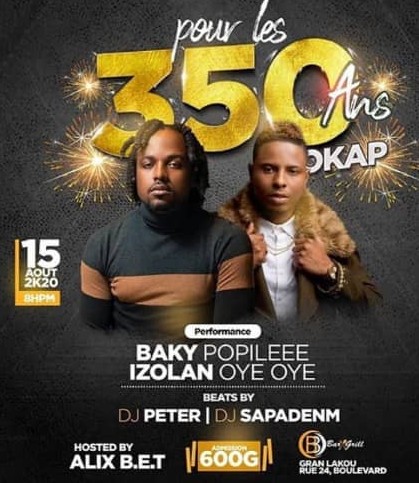 pour les
350
Ans
OKAP
15
AOUT
2K20
8HPM
Performance
BAKY POPILEEE
IZOLAN OYE OYE
BEATS BY
DJ PETER | DJ SAPADENM
HOSTED BY
ALIX B.E.T
ADMISSION
600G
B Bar Grill
GRAN LAKOU
RUE 24, BOULEVARD